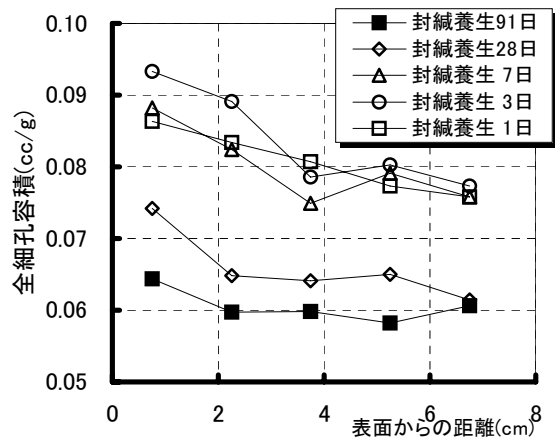 0.10
0.09
0.08
0.07
0.06
0.05
全細孔容積(cc/g)
封緘養生91日
封緘養生28日
封緘養生 7日
封緘養生 3日
封緘養生 1日
0 2 4 6 8
表面からの距離(cm)